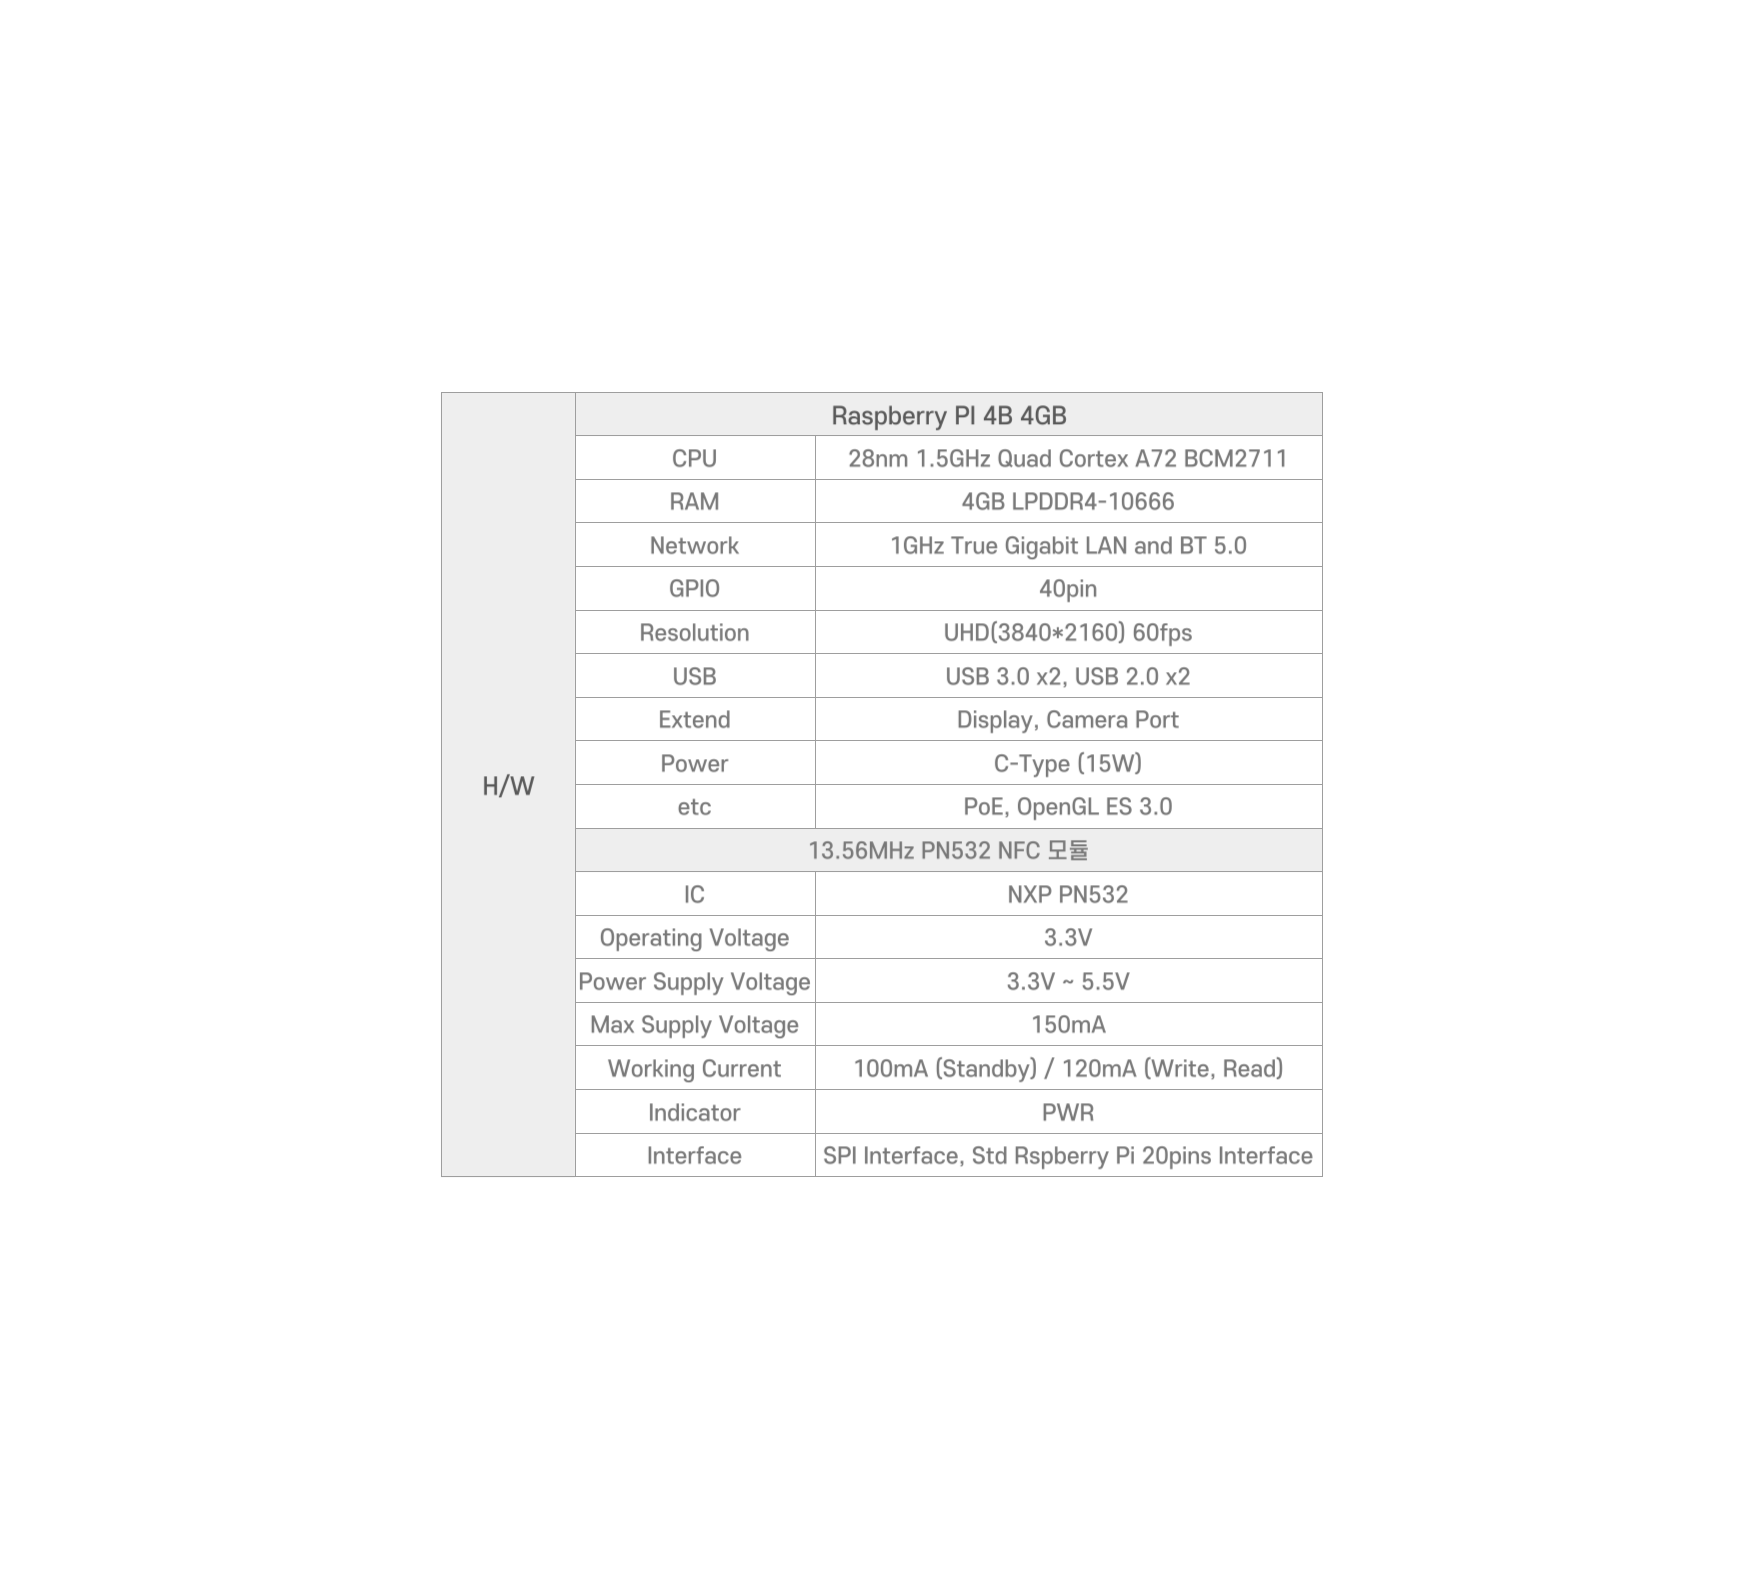 H/W
Raspberry PI 4B 4GB
CPU 28nm 1.5GHz Quad Cortex A72 BCM2711
RAM 4GB LPDDR4-10666
Network 1GHz True Gigabit LAN and BT 5.0
GPIO 40pin
Resolution UHD(3840*2160) 60fps
USB USB 3.0 x2, USB 2.0 x2
Extend Display, Camera Port
Power C-Type (15W)
etc PoE, OpenGL ES 3.0
13.56MHz PN532 NFC 모듈
IC NXP PN532
Operating Voltage 3.3V
Power Supply Voltage 3.3V ~ 5.5V
Max Supply Voltage 150mA
Working Current 100mA (Standby) / 120mA (Write, Read)
Indicator PWR
Interface SPI Interface, Std Rspberry Pi 20pins Interface